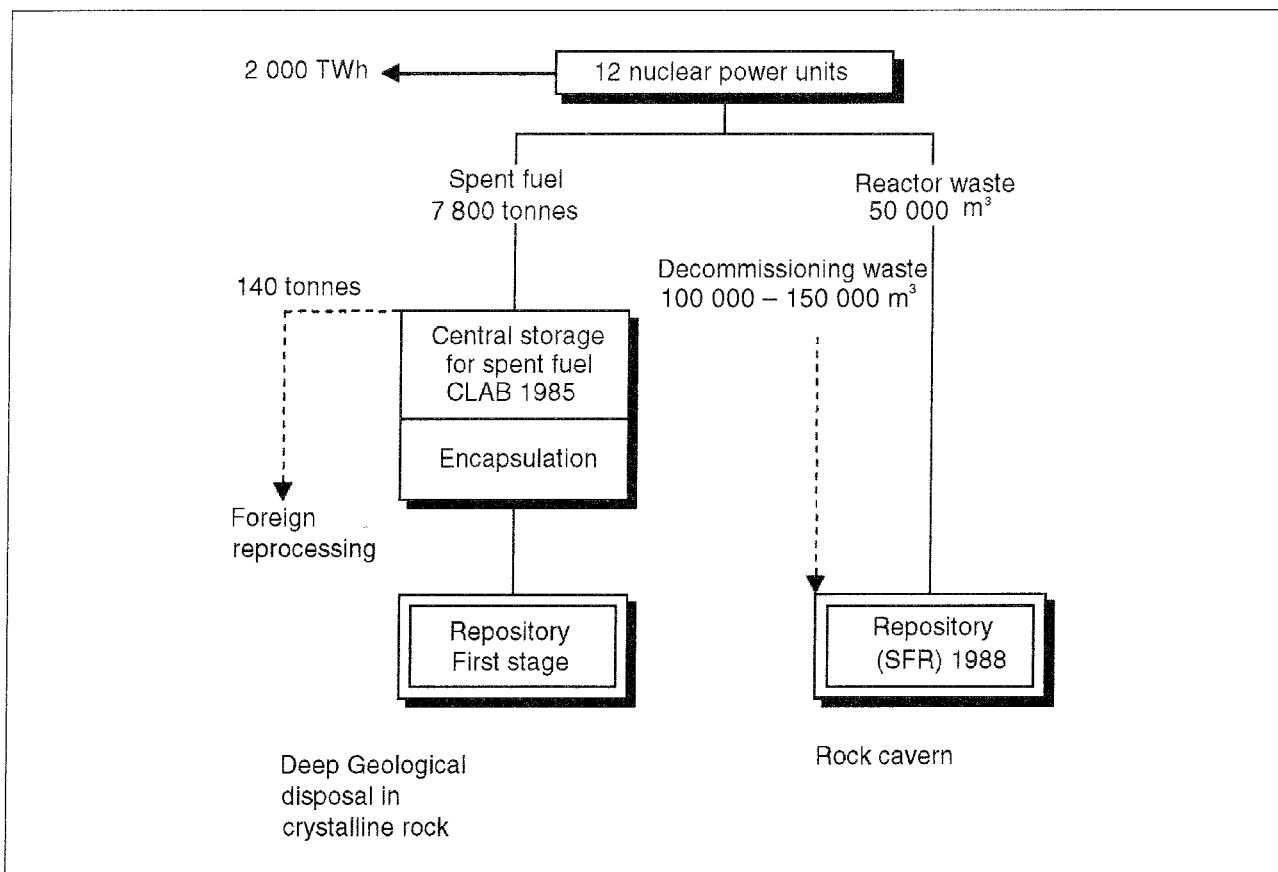 2 000 TWh
12 nuclear power units
Spent fuel
7 800 tonnes
Reactor waste
50 000 m³
Decommissioning waste
100 000 – 150 000 m³
140 tonnes
Central storage
for spent fuel
CLAB 1985
Encapsulation
Foreign
reprocessing
Repository
First stage
Repository
(SFR) 1988
Deep Geological
disposal in
crystalline rock
Rock cavern